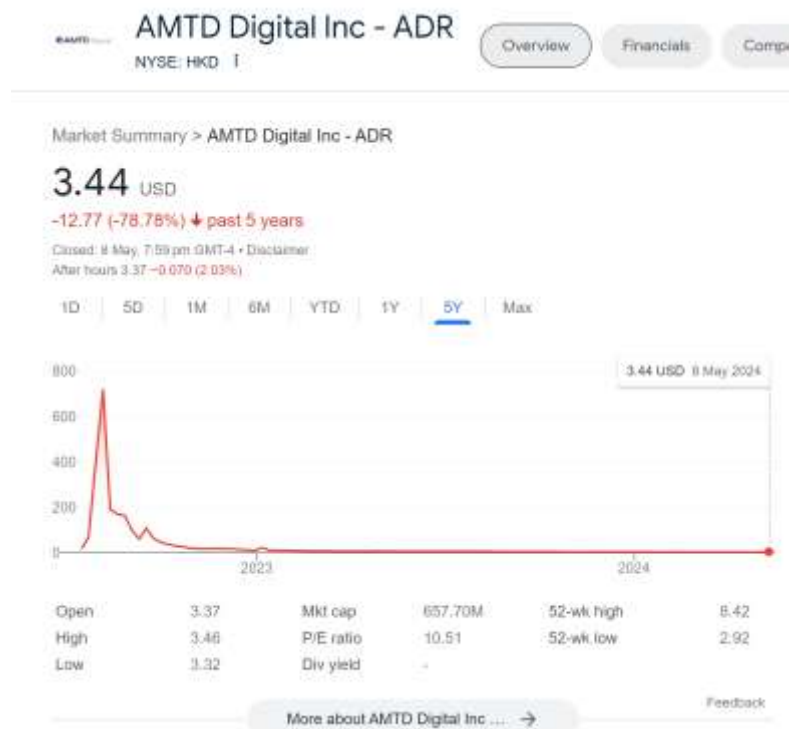 AMTD
AMTD Digital Inc - ADR
NYSE: HKD
Overview
Financials
Compa
Market Summary > AMTD Digital Inc - ADR
3.44 USD
-12.77 (-78.78%) ↓ past 5 years
Closed: 8 May, 7:59 pm GMT-4 • Disclaimer
After hours 3.37 −0.070 (2.03%)
1D 5D 1M 6M YTD 1Y 5Y Max
3.44 USD 8 May 2024
800
600
400
200
0
2023 2024
Open 3.37 Mkt cap 657.70M 52-wk high 8.42
High 3.46 P/E ratio 10.51 52-wk low 2.92
Low 3.32 Div yield -
Feedback
More about AMTD Digital Inc ... →